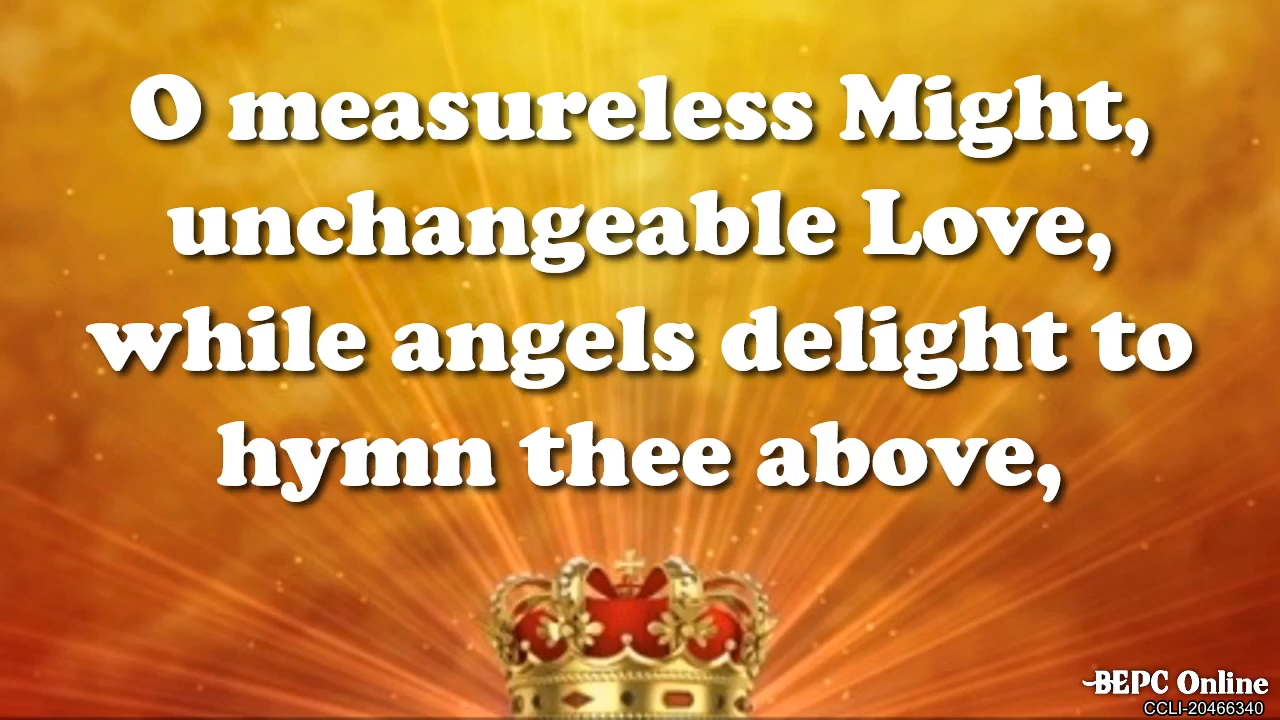 O measureless Might,
unchangeable Love,
while angels delight to
hymn thee above,
BEPC Online
CCLI-20466340